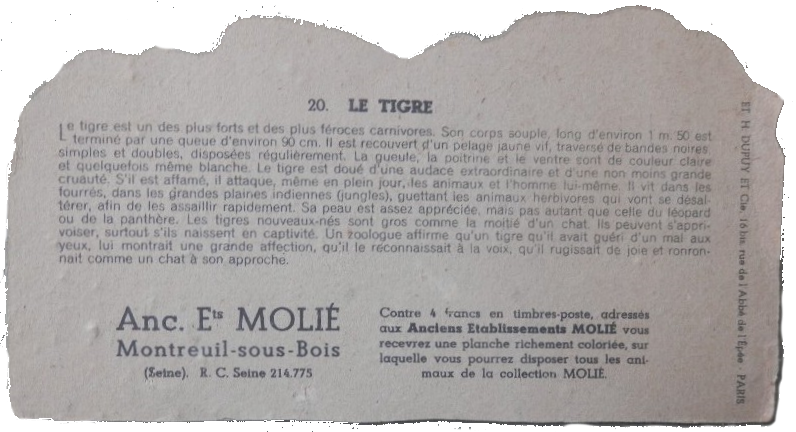 20. LE TIGRE
Le tigre est un des plus forts et des plus féroces carnivores. Son corps souple, long d'environ 1 m. 50 est
terminé par une queue d'environ 90 cm. Il est recouvert d'un pelage jaune vif, traversé de bandes noires,
simples et doubles, disposées régulièrement. La gueule, la poitrine et le ventre sont de couleur claire
et quelquefois même blanche. Le tigre est doué d'une audace extraordinaire et d'une non moins grande
cruauté. S'il est affamé, il attaque, même en plein jour, les animaux et l'homme lui-même. Il vit dans les
fourrés, dans les grandes plaines indiennes (jungles), guettant les animaux herbivores qui vont se désal-
térer, afin de les assaillir rapidement. Sa peau est assez appréciée, mais pas autant que celle du léopard
ou de la panthère. Les tigres nouveaux-nés sont gros comme la moitié d'un chat. Ils peuvent s'appri-
voiser, surtout s'ils naissent en captivité. Un zoologue affirme qu'un tigre qu'il avait guéri d'un mal aux
yeux, lui montrait une grande affection, qu'il le reconnaissait à la voix, qu'il rugissait de joie et ronron-
nait comme un chat à son approche.
Anc. Ets MOLIÉ
Montreuil-sous-Bois
(Seine). R. C. Seine 214.775
Contre 4 francs en timbres-poste, adressés
aux Anciens Etablissements MOLIÉ vous
recevrez une planche richement coloriée, sur
laquelle vous pourrez disposer tous les ani-
maux de la collection MOLIÉ.
Et. H. DUPUY ET Cie, 16 bis, rue de l'Abbé de l'Epée PARIS